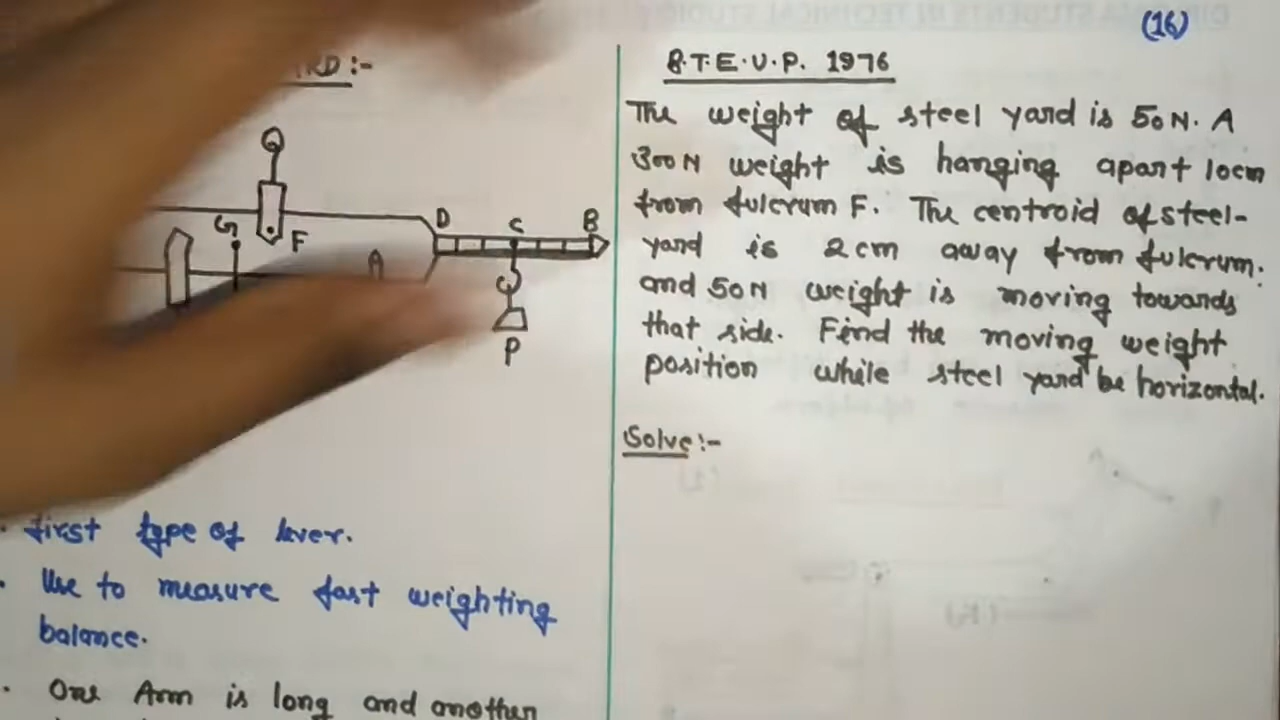 (16)
RD:-
Q
G
F
D
C
B
P
First type of lever.
Use to measure fast weighting
balance.
One Arm is long and another
B.T.E.U.P. 1976
The weight of steel yard is 50N. A
300N weight is hanging apart 10cm
from fulcrum F. The centroid of steel-
yard is 2cm away from fulcrum.
and 50N weight is moving towards
that side. Find the moving weight
position while steel yard be horizontal.
Solve:-